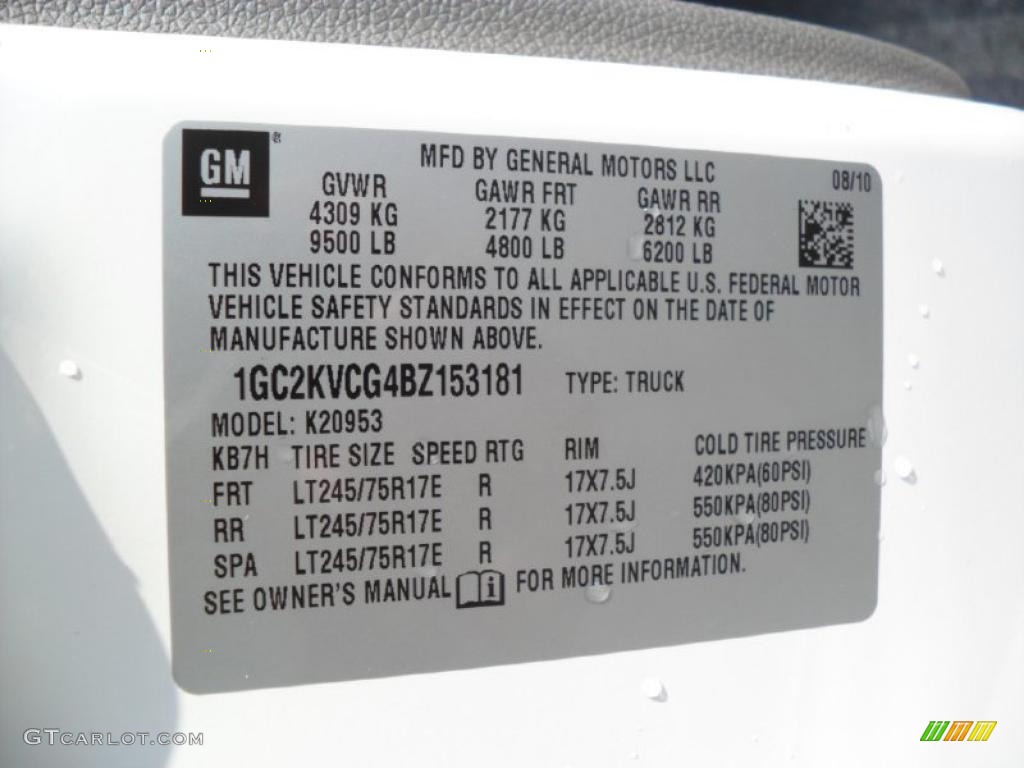 GM
MFD BY GENERAL MOTORS LLC 08/10
GVWR GAWR FRT GAWR RR
4309 KG 2177 KG 2812 KG
9500 LB 4800 LB 6200 LB
THIS VEHICLE CONFORMS TO ALL APPLICABLE U.S. FEDERAL MOTOR
VEHICLE SAFETY STANDARDS IN EFFECT ON THE DATE OF
MANUFACTURE SHOWN ABOVE.
1GC2KVCG4BZ153181 TYPE: TRUCK
MODEL: K20953
KB7H TIRE SIZE SPEED RTG RIM COLD TIRE PRESSURE
FRT LT245/75R17E R 17X7.5J 420KPA(60PSI)
RR LT245/75R17E R 17X7.5J 550KPA(80PSI)
SPA LT245/75R17E R 17X7.5J 550KPA(80PSI)
SEE OWNER'S MANUAL i FOR MORE INFORMATION.
GTCARLOT.COM